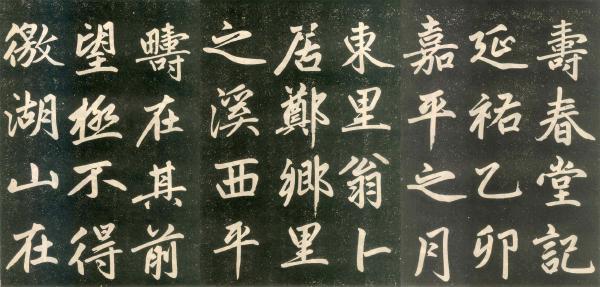 壽春堂記
延祐乙卯
嘉平之月
東里翁卜
居鄭鄉里
之溪西平
疇在其前
望極不得
徼湖山在